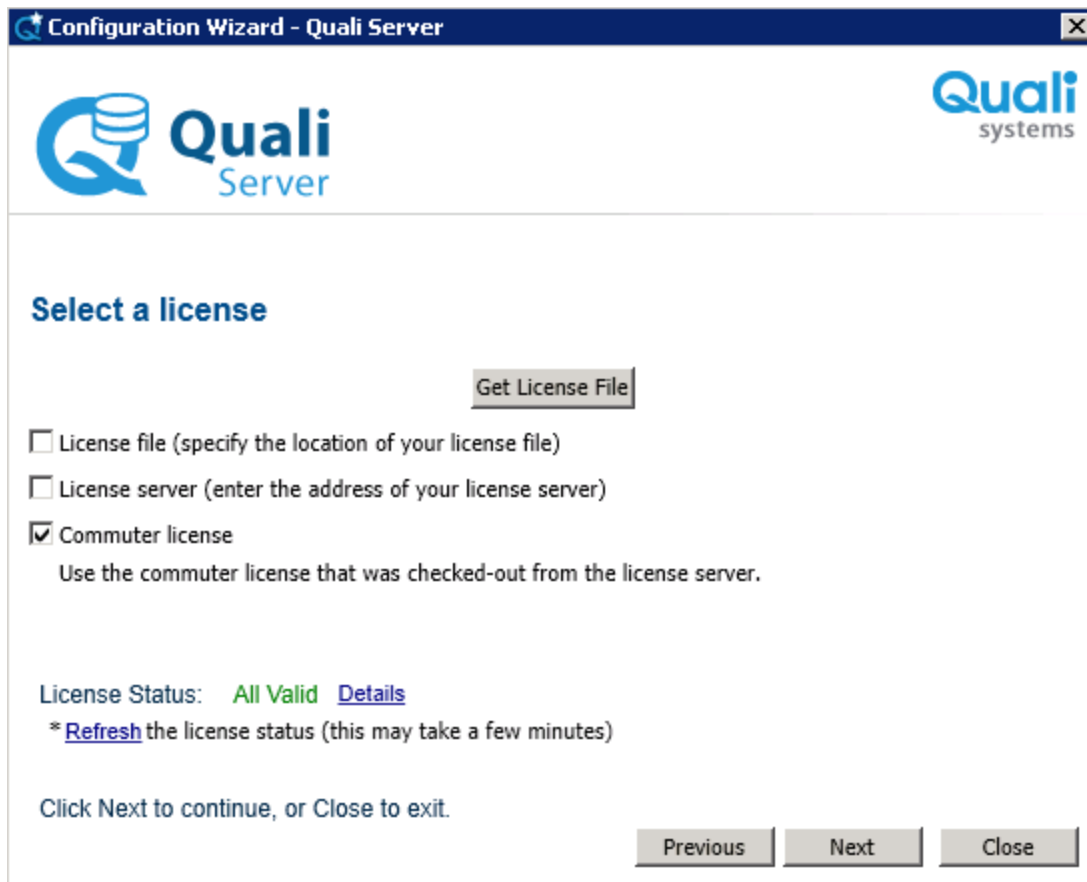 Configuration Wizard - Quali Server
Quali
Server
Quali
systems
Select a license
Get License File
License file (specify the location of your license file)
License server (enter the address of your license server)
Commuter license
Use the commuter license that was checked-out from the license server.
License Status: All Valid Details
* Refresh the license status (this may take a few minutes)
Click Next to continue, or Close to exit.
Previous Next Close